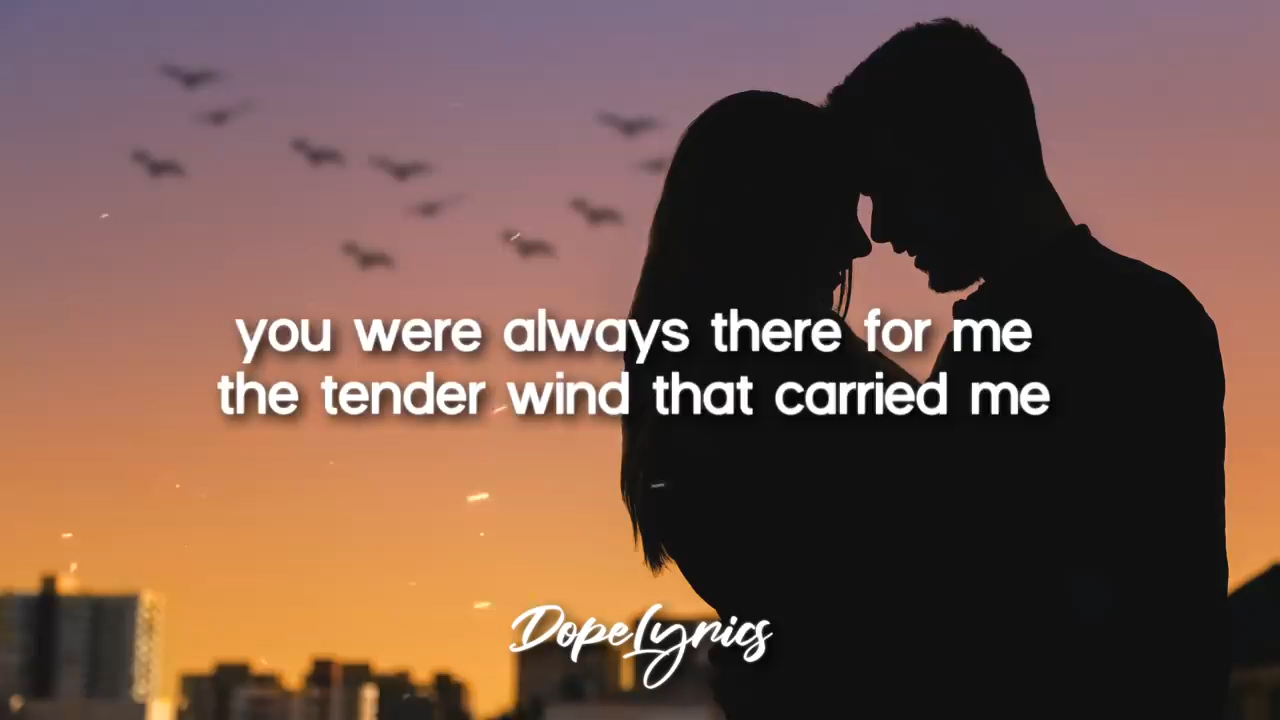 you were always there for me
the tender wind that carried me
DopeLyrics